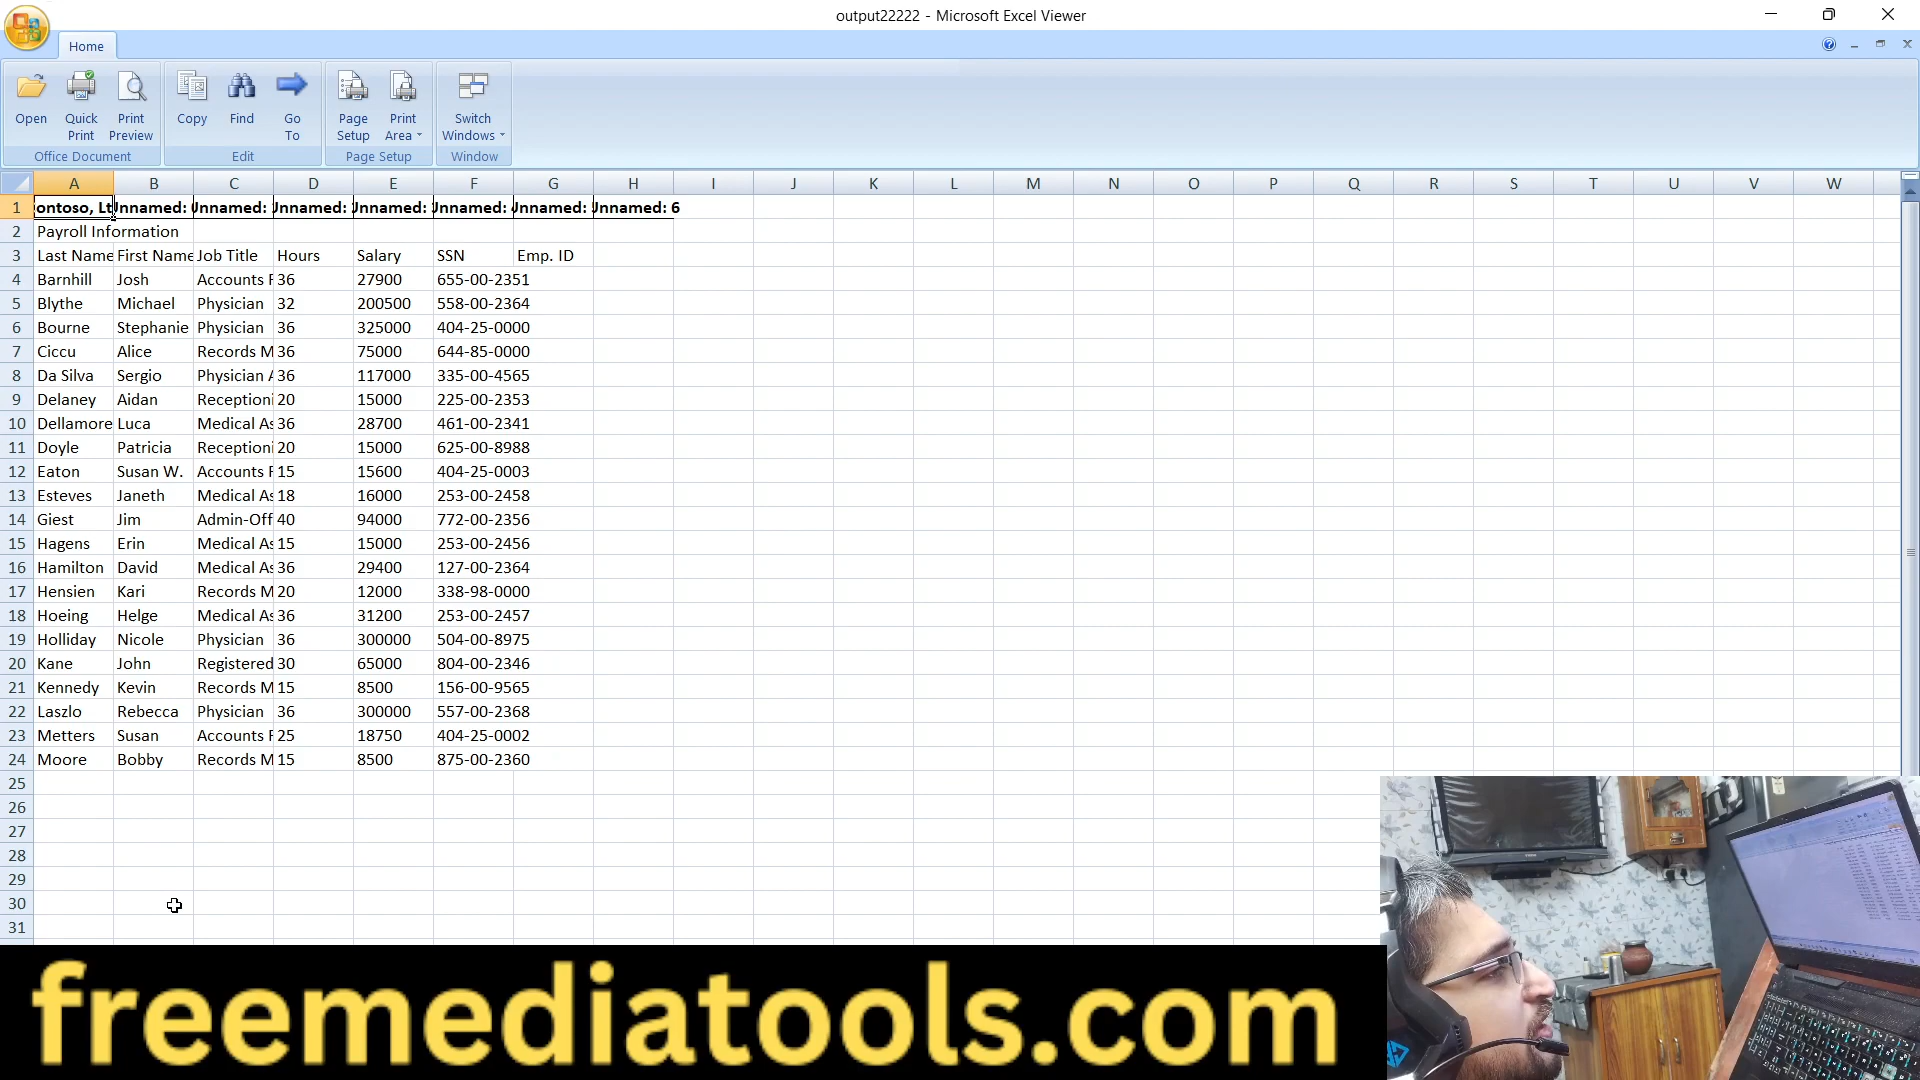 output22222 - Microsoft Excel Viewer
Home
Open Quick Print Print Preview Copy Find Go To Page Setup Print Area Switch Windows
Office Document Edit Page Setup Window
A B C D E F G H I J K L M N O P Q R S T U V W
1 ontoso, Lt Unnamed: Unnamed: Unnamed: Unnamed: Unnamed: Unnamed: Unnamed: 6
2 Payroll Information
3 Last Name First Name Job Title Hours Salary SSN Emp. ID
4 Barnhill Josh Accounts 36 27900 655-00-2351
5 Blythe Michael Physician 32 200500 558-00-2364
6 Bourne Stephanie Physician 36 325000 404-25-0000
7 Ciccu Alice Records M 36 75000 644-85-0000
8 Da Silva Sergio Physician 36 117000 335-00-4565
9 Delaney Aidan Receptioni 20 15000 225-00-2353
10 Dellamore Luca Medical As 36 28700 461-00-2341
11 Doyle Patricia Receptioni 20 15000 625-00-8988
12 Eaton Susan W. Accounts 15 15600 404-25-0003
13 Esteves Janeth Medical As 18 16000 253-00-2458
14 Giest Jim Admin-Off 40 94000 772-00-2356
15 Hagens Erin Medical As 15 15000 253-00-2456
16 Hamilton David Medical As 36 29400 127-00-2364
17 Hensien Kari Records M 20 12000 338-98-0000
18 Hoeing Helge Medical As 36 31200 253-00-2457
19 Holliday Nicole Physician 36 300000 504-00-8975
20 Kane John Registered 30 65000 804-00-2346
21 Kennedy Kevin Records M 15 8500 156-00-9565
22 Laszlo Rebecca Physician 36 300000 557-00-2368
23 Metters Susan Accounts 25 18750 404-25-0002
24 Moore Bobby Records M 15 8500 875-00-2360
25
26
27
28
29
30
31
freemediatools.com